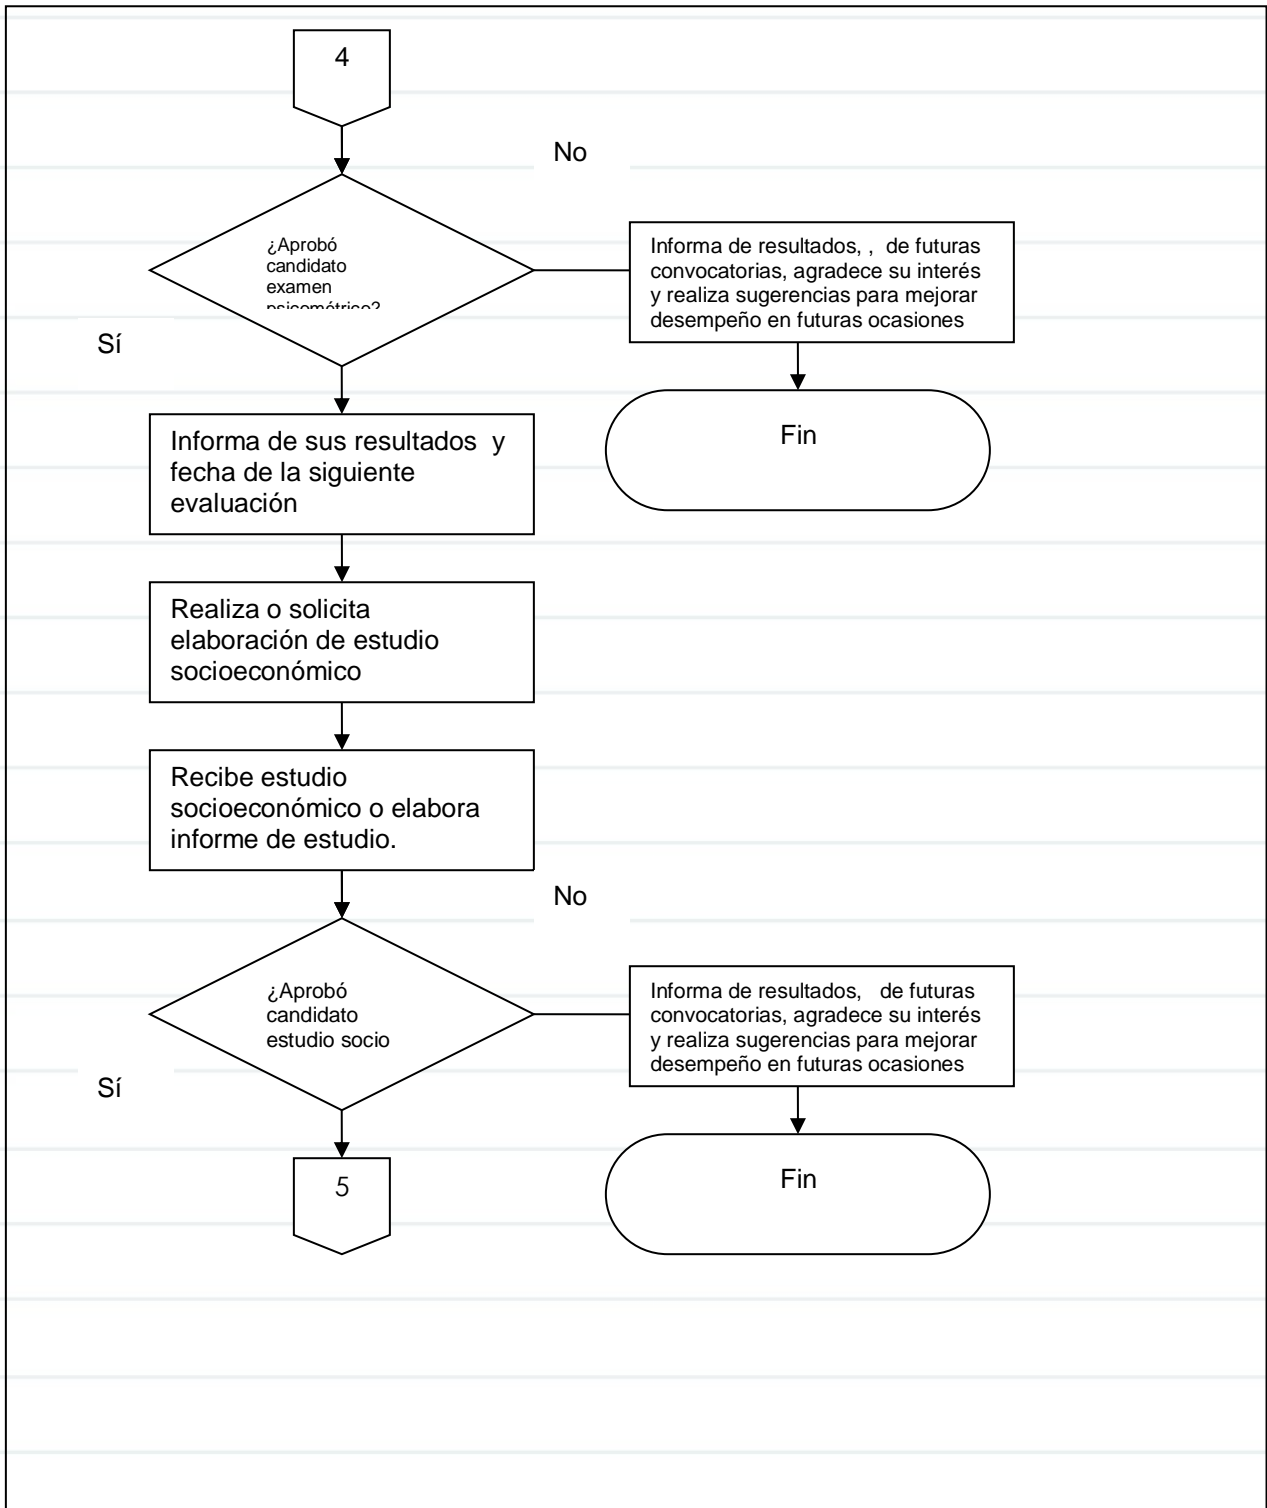 4
No
¿Aprobó
candidato
examen
psicométrico?
Informa de resultados, , de futuras
convocatorias, agradece su interés
y realiza sugerencias para mejorar
desempeño en futuras ocasiones
Sí
Fin
Informa de sus resultados y
fecha de la siguiente
evaluación
Realiza o solicita
elaboración de estudio
socioeconómico
Recibe estudio
socioeconómico o elabora
informe de estudio.
No
¿Aprobó
candidato
estudio socio
Informa de resultados, de futuras
convocatorias, agradece su interés
y realiza sugerencias para mejorar
desempeño en futuras ocasiones
Sí
Fin
5